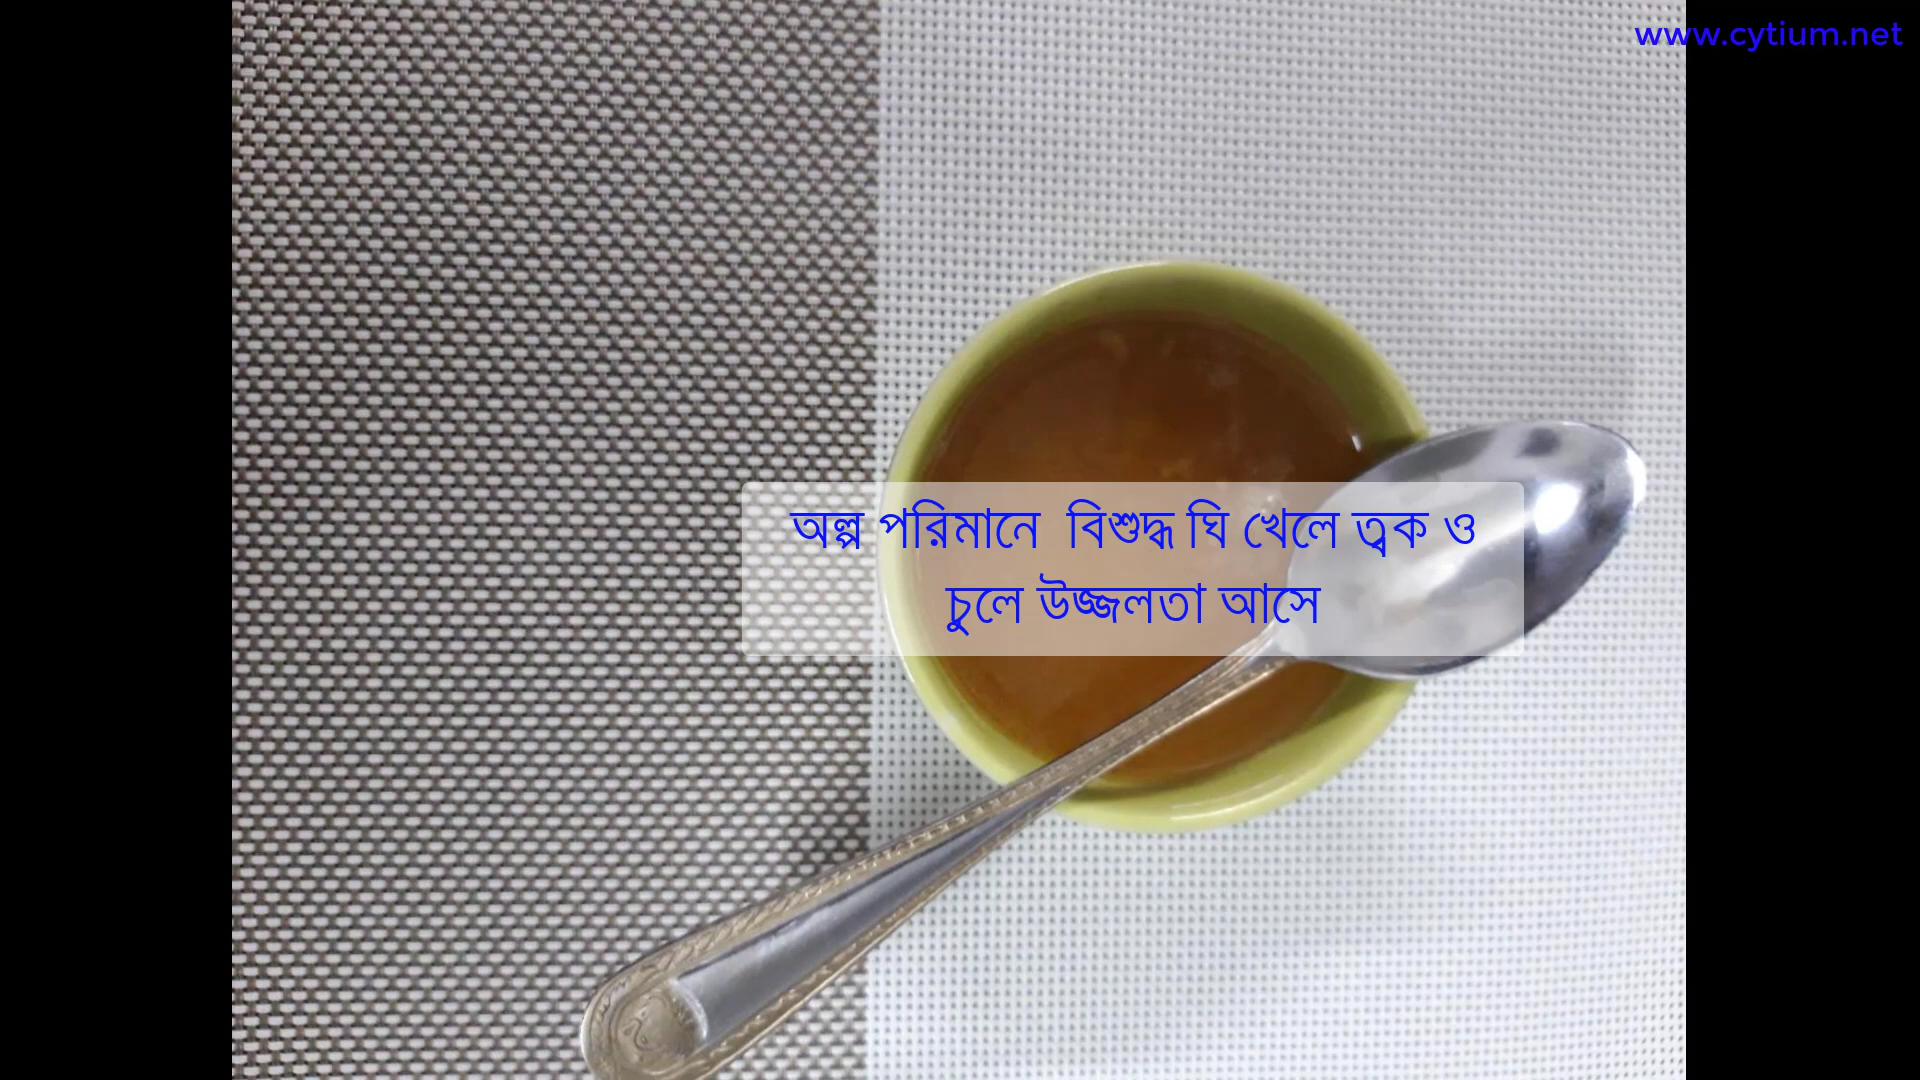 www.cytium.net
অল্প পরিমানে  বিশুদ্ধ ঘি খেলে ত্বক ও
চুলে উজ্জলতা আসে